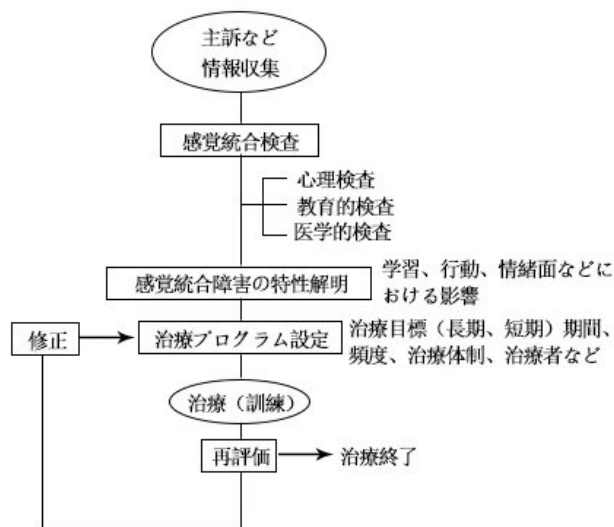 主訴など
情報収集
感覚統合検査
心理検査
教育的検査
医学的検査
感覚統合障害の特性解明
学習、行動、情緒面などに
おける影響
修正
治療プログラム設定
治療目標（長期、短期）期間、
頻度、治療体制、治療者など
治療（訓練）
再評価
治療終了